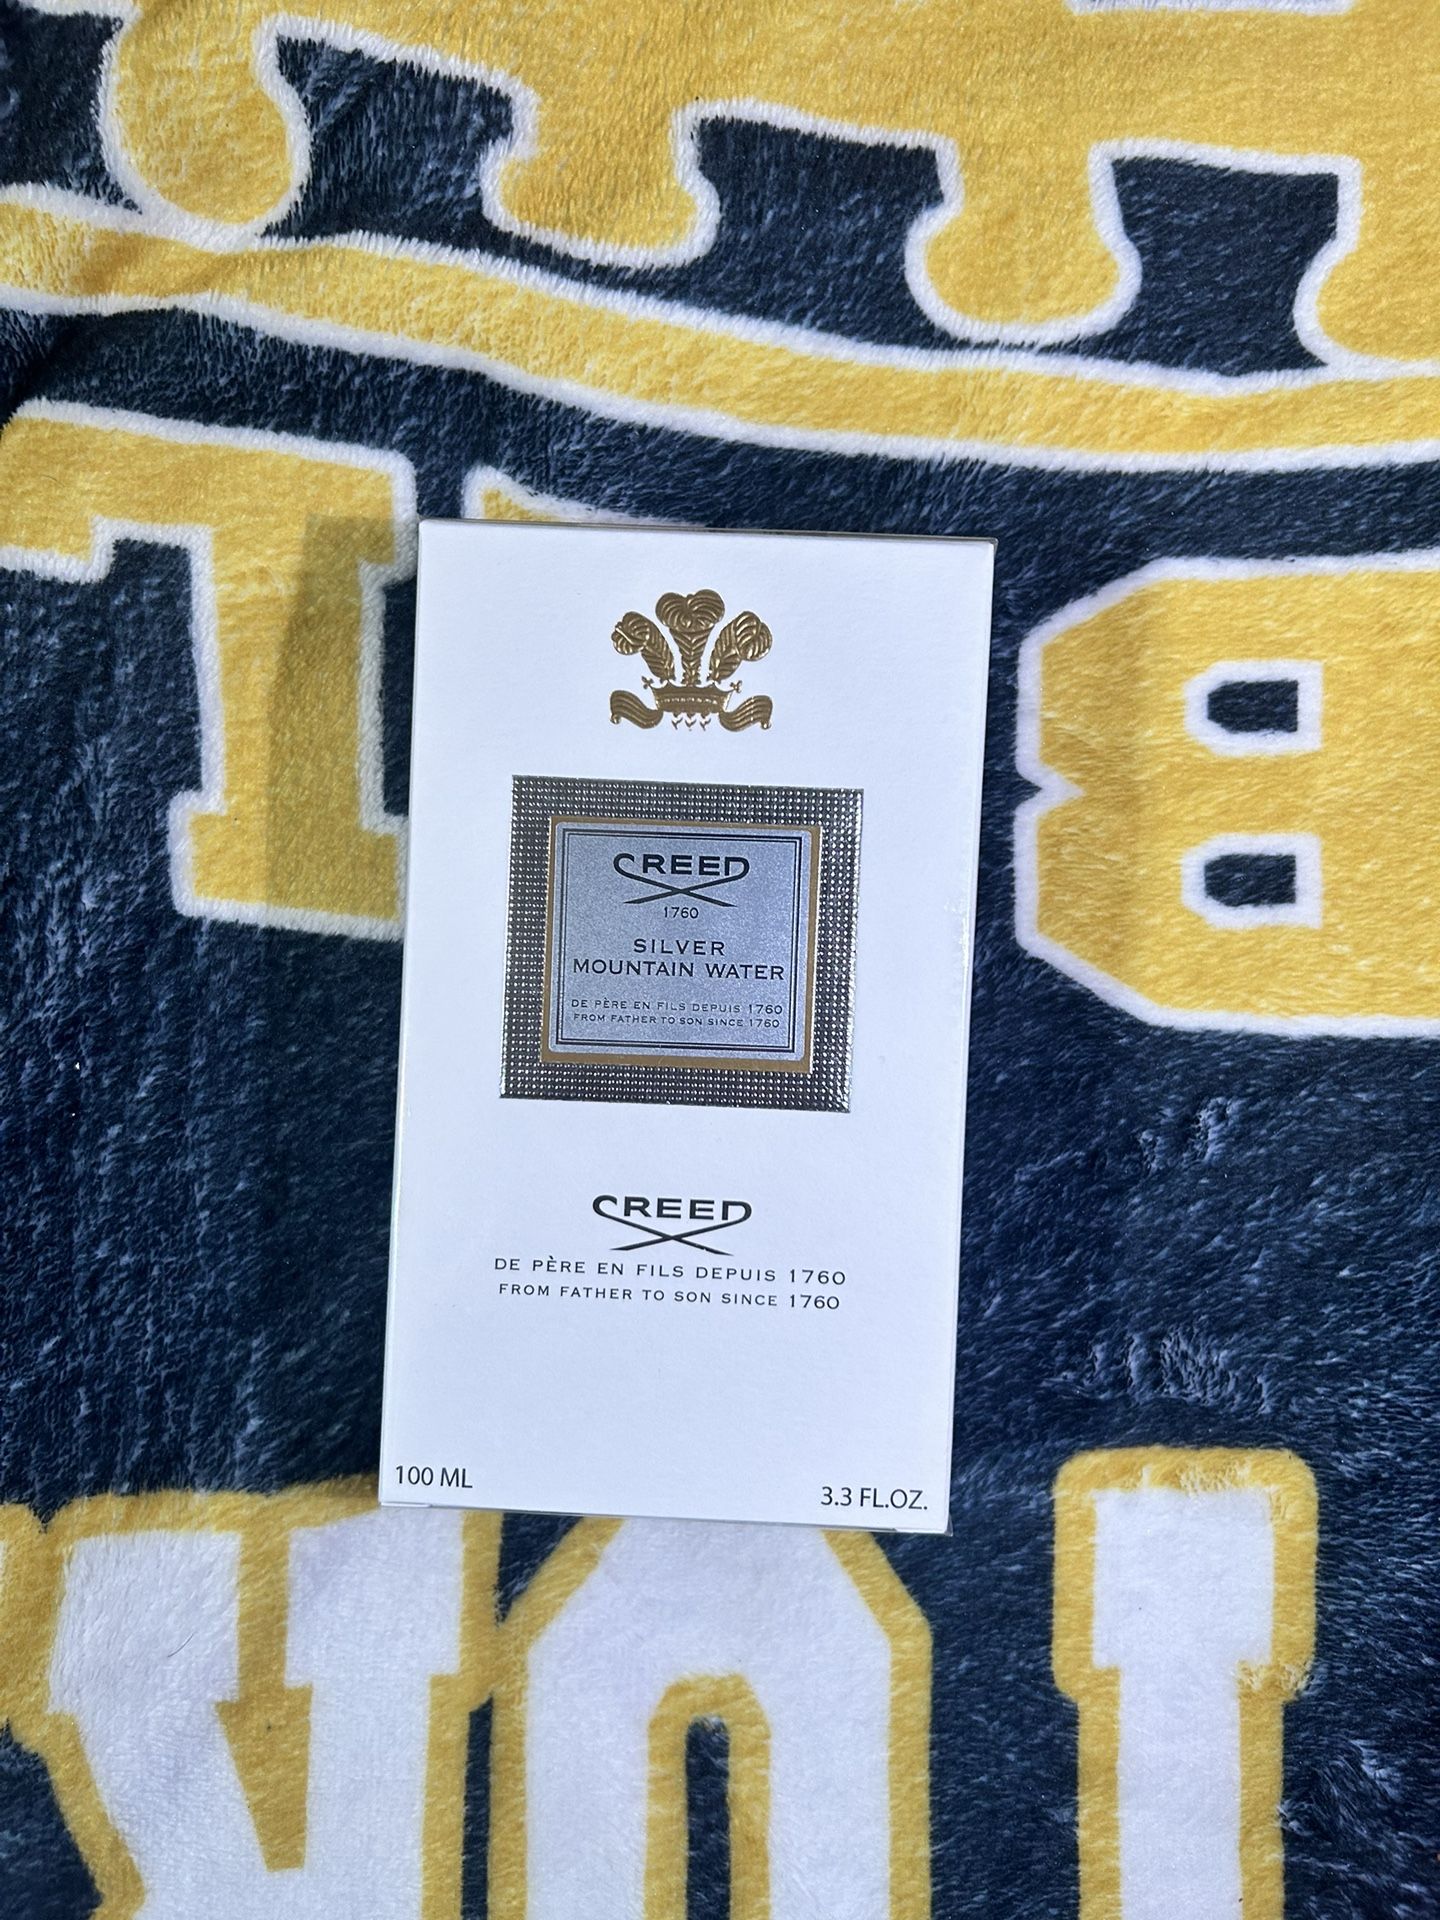 CREED
1760
SILVER
MOUNTAIN WATER
DE PÈRE EN FILS DEPUIS 1760
FROM FATHER TO SON SINCE 1760
CREED
DE PÈRE EN FILS DEPUIS 1760
FROM FATHER TO SON SINCE 1760
100 ML
3.3 FL.OZ.